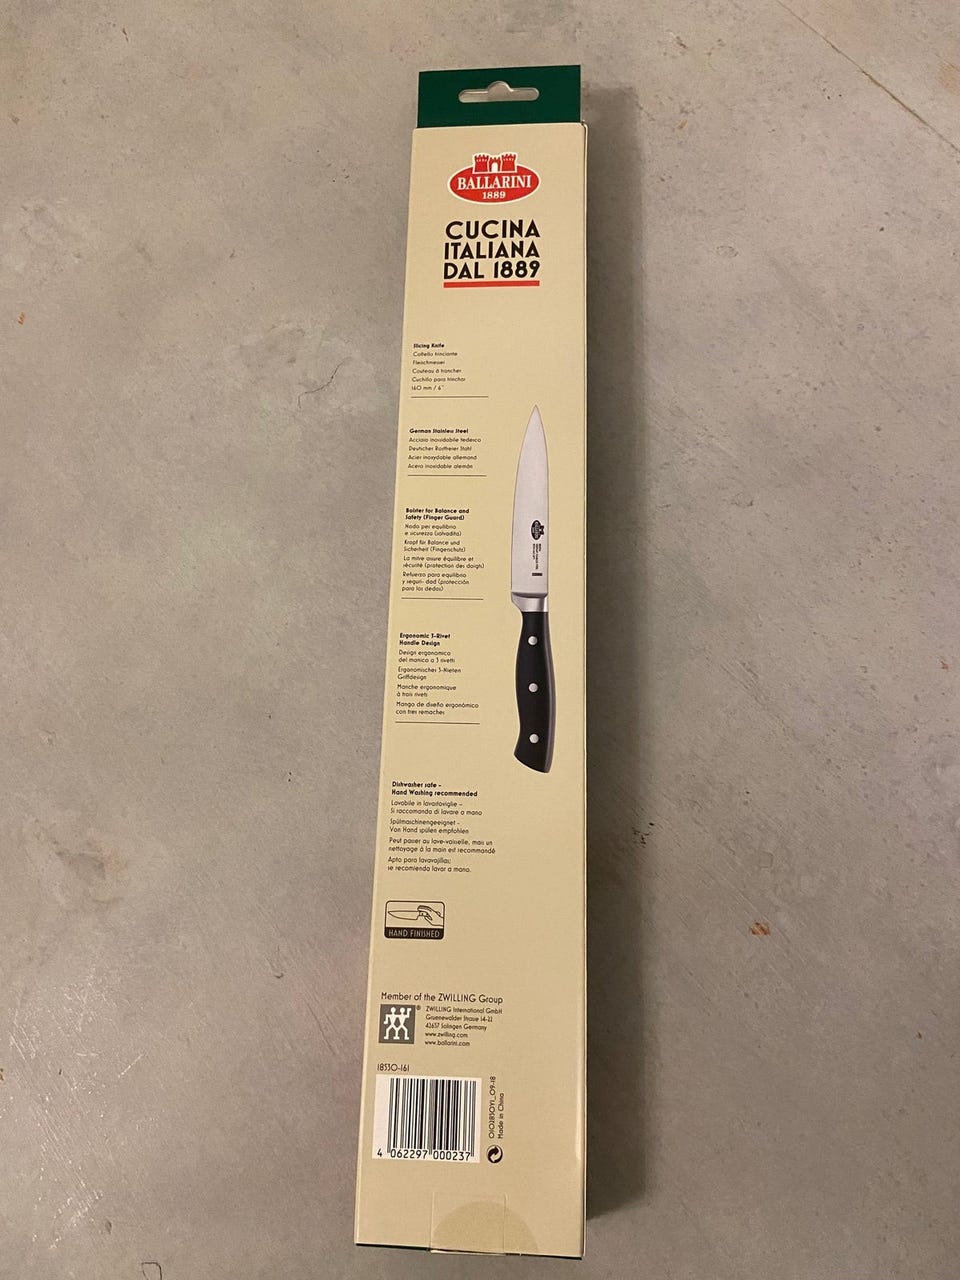 BALLARINI
1889
CUCINA
ITALIANA
DAL 1889
Slicing Knife
Coltello trinciante
Fleischmesser
Couteau à trancher
Cuchillo para trinchar
160 mm / 6"
German Stainless Steel
Acciaio inossidabile tedesco
Deutscher Rostfreier Stahl
Acier inoxydable allemand
Acero inoxidable alemán
Bolster for Balance and
Safety (Finger Guard)
Nodo per equilibrio
e sicurezza (salvadita)
Kropf für Balance und
Sicherheit (Fingerschutz)
La mitre assure équilibre et
sécurité (protection des doigts)
Refuerzo para equilibrio
y seguri- dad (protección
para los dedos)
Ergonomic 3-Rivet
Handle Design
Design ergonomico
del manico a 3 rivetti
Ergonomisches 3-Nieten
Griffdesign
Manche ergonomique
à trois rivets
Mango de diseño ergonómico
con tres remaches
Dishwasher safe –
Hand Washing recommended
Lavabile in lavastoviglie –
Si raccomanda di lavare a mano
Spülmaschinengeeignet -
Von Hand spülen empfohlen
Peut passer au lave-vaisselle, mais un
nettoyage à la main est recommandé
Apto para lavavajillas;
se recomienda lavar a mano.
HAND FINISHED
Member of the ZWILLING Group
ZWILLING International GmbH
Gruenewalder Strasse 14-22
42657 Solingen Germany
www.zwilling.com
www.ballarini.com
18530-161
4 062297 000237
Made in China